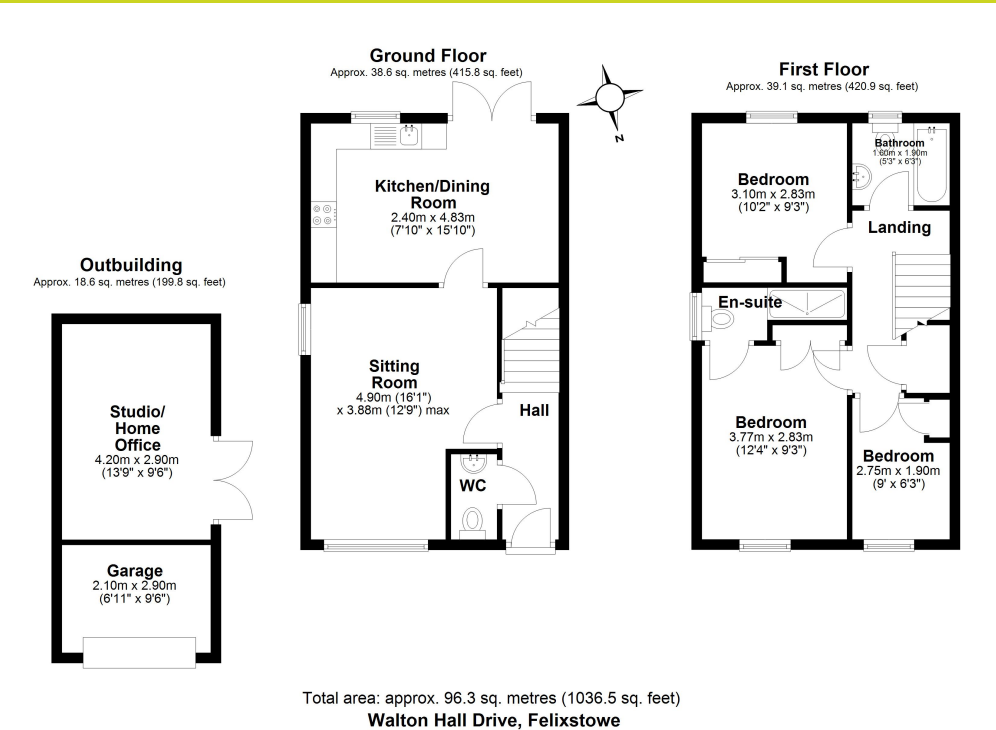 Ground Floor
Approx. 38.6 sq. metres (415.8 sq. feet)
Kitchen/Dining
Room
2.40m x 4.83m
(7'10" x 15'10")
Sitting
Room
4.90m (16'1")
x 3.88m (12'9") max
Hall
WC
N
First Floor
Approx. 39.1 sq. metres (420.9 sq. feet)
Bedroom
3.10m x 2.83m
(10'2" x 9'3")
Bathroom
1.60m x 1.90m
(5'3" x 6'3")
Landing
En-suite
Bedroom
3.77m x 2.83m
(12'4" x 9'3")
Bedroom
2.75m x 1.90m
(9' x 6'3")
Outbuilding
Approx. 18.6 sq. metres (199.8 sq. feet)
Studio/
Home
Office
4.20m x 2.90m
(13'9" x 9'6")
Garage
2.10m x 2.90m
(6'11" x 9'6")
Total area: approx. 96.3 sq. metres (1036.5 sq. feet)
Walton Hall Drive, Felixstowe